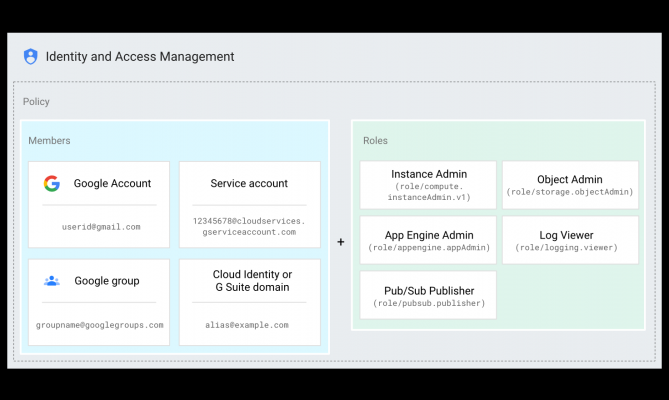 Identity and Access Management
Policy
Members
Google Account
userid@gmail.com
Service account
12345678@cloudservices.
gserviceaccount.com
Google group
groupname@googlegroups.com
Cloud Identity or
G Suite domain
alias@example.com
+
Roles
Instance Admin
(role/compute.
instanceAdmin.v1)
Object Admin
(role/storage.objectAdmin)
App Engine Admin
(role/appengine.appAdmin)
Log Viewer
(role/logging.viewer)
Pub/Sub Publisher
(role/pubsub.publisher)